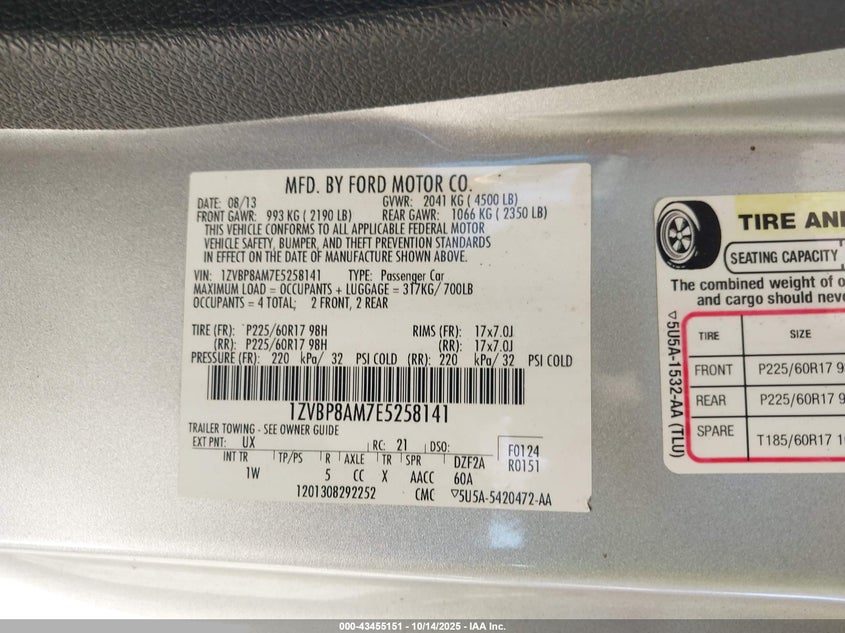 MFD. BY FORD MOTOR CO.
DATE: 08/13 GVWR: 2041 KG ( 4500 LB)
FRONT GAWR: 993 KG ( 2190 LB) REAR GAWR: 1066 KG ( 2350 LB)
THIS VEHICLE CONFORMS TO ALL APPLICABLE FEDERAL MOTOR
VEHICLE SAFETY, BUMPER, AND THEFT PREVENTION STANDARDS
IN EFFECT ON THE DATE OF MANUFACTURE SHOWN ABOVE.
VIN: 1ZVBP8AM7E5258141 TYPE: Passenger Car
MAXIMUM LOAD = OCCUPANTS + LUGGAGE = 317KG/ 700LB
OCCUPANTS = 4 TOTAL; 2 FRONT, 2 REAR
TIRE (FR): P225/60R17 98H RIMS (FR): 17x7.0J
(RR): P225/60R17 98H (RR): 17x7.0J
PRESSURE (FR): 220 kPa/ 32 PSI COLD (RR): 220 kPa/ 32 PSI COLD
1ZVBP8AM7E5258141
TRAILER TOWING - SEE OWNER GUIDE
EXT PNT: UX RC: 21 DSO: F0124
INT TR TP/PS R AXLE TR SPR DZF2A R0151
1W 5 CC X AACC 60A
1201308292252 CMC ▽5U5A-5420472-AA
TIRE AN
SEATING CAPACITY
The combined weight of o
and cargo should neve
▽5U5A-1532-AA (TLU)
TIRE SIZE
FRONT P225/60R17 9
REAR P225/60R17 9
SPARE T185/60R17 1
000-43455151 - 10/14/2025 - IAA Inc.